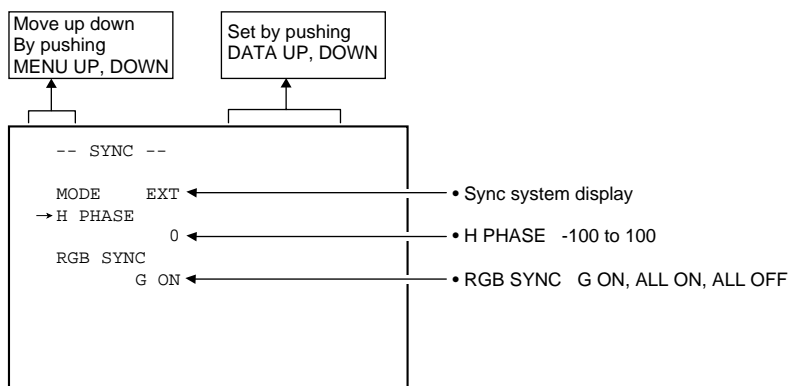 Move up down
By pushing
MENU UP, DOWN
Set by pushing
DATA UP, DOWN
-- SYNC --
MODE EXT
• Sync system display
→H PHASE
0
• H PHASE -100 to 100
RGB SYNC
G ON
• RGB SYNC G ON, ALL ON, ALL OFF